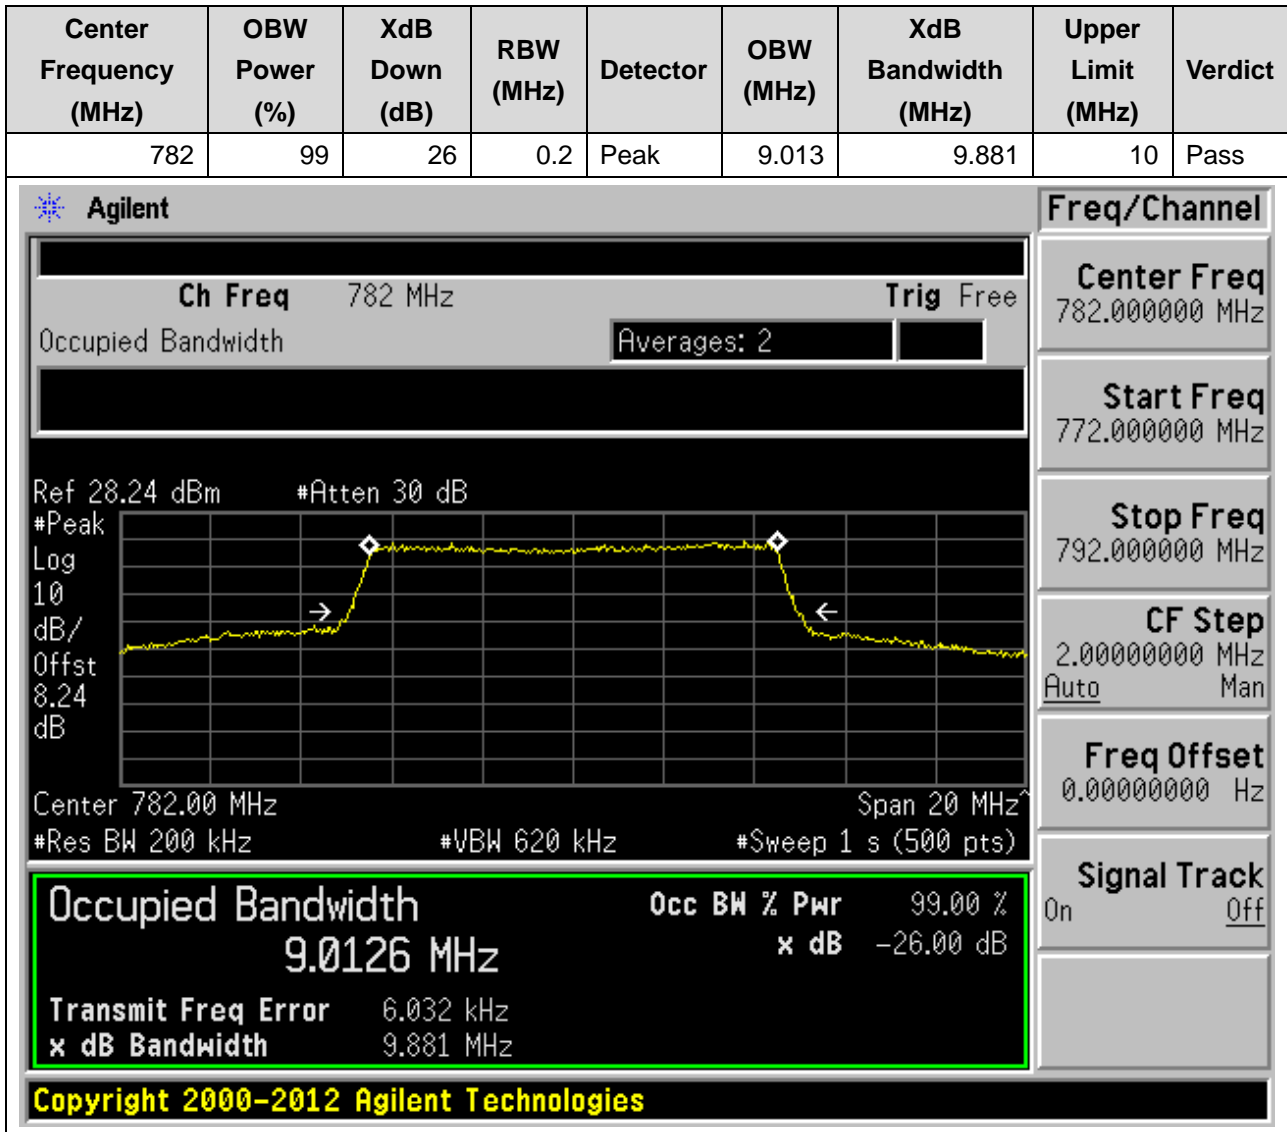 Center Frequency (MHz) OBW Power (%) XdB Down (dB) RBW (MHz) Detector OBW (MHz) XdB Bandwidth (MHz) Upper Limit (MHz) Verdict
782 99 26 0.2 Peak 9.013 9.881 10 Pass
Agilent
Freq/Channel
Ch Freq 782 MHz Trig Free
Occupied Bandwidth Averages: 2
Center Freq
782.000000 MHz
Start Freq
772.000000 MHz
Stop Freq
792.000000 MHz
CF Step
2.00000000 MHz
Auto Man
Freq Offset
0.00000000 Hz
Signal Track
On Off
Ref 28.24 dBm #Atten 30 dB
#Peak
Log
10
dB/
Offst
8.24
dB
Center 782.00 MHz Span 20 MHz^
#Res BW 200 kHz #VBW 620 kHz #Sweep 1 s (500 pts)
Occupied Bandwidth Occ BW % Pwr 99.00 %
9.0126 MHz x dB -26.00 dB
Transmit Freq Error 6.032 kHz
x dB Bandwidth 9.881 MHz
Copyright 2000-2012 Agilent Technologies